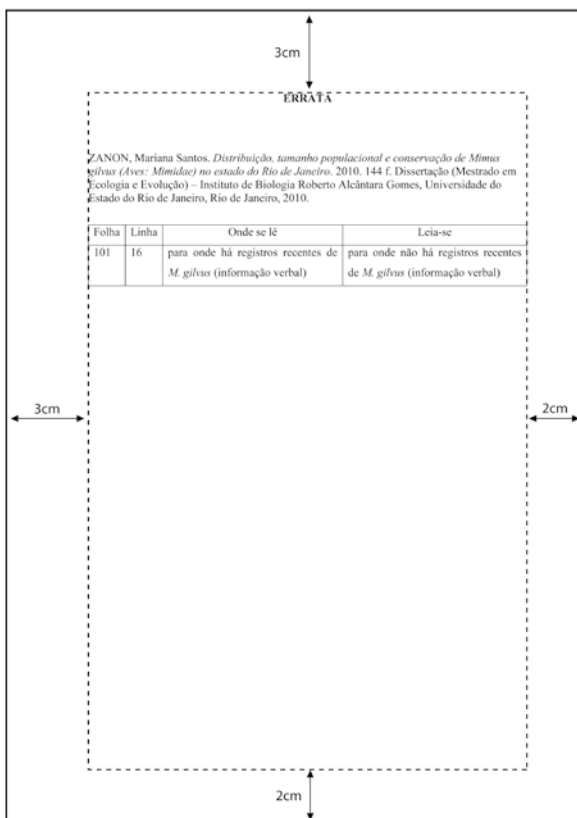 3cm
ERRATA
ZANON, Mariana Santos. Distribuição, tamanho populacional e conservação de Mimus
gilvus (Aves: Mimidae) no estado do Rio de Janeiro. 2010. 144 f. Dissertação (Mestrado em
Ecologia e Evolução) – Instituto de Biologia Roberto Alcântara Gomes, Universidade do
Estado do Rio de Janeiro, Rio de Janeiro, 2010.
Folha Linha Onde se lê Leia-se
101 16 para onde há registros recentes de para onde não há registros recentes
M. gilvus (informação verbal) de M. gilvus (informação verbal)
3cm 2cm
2cm